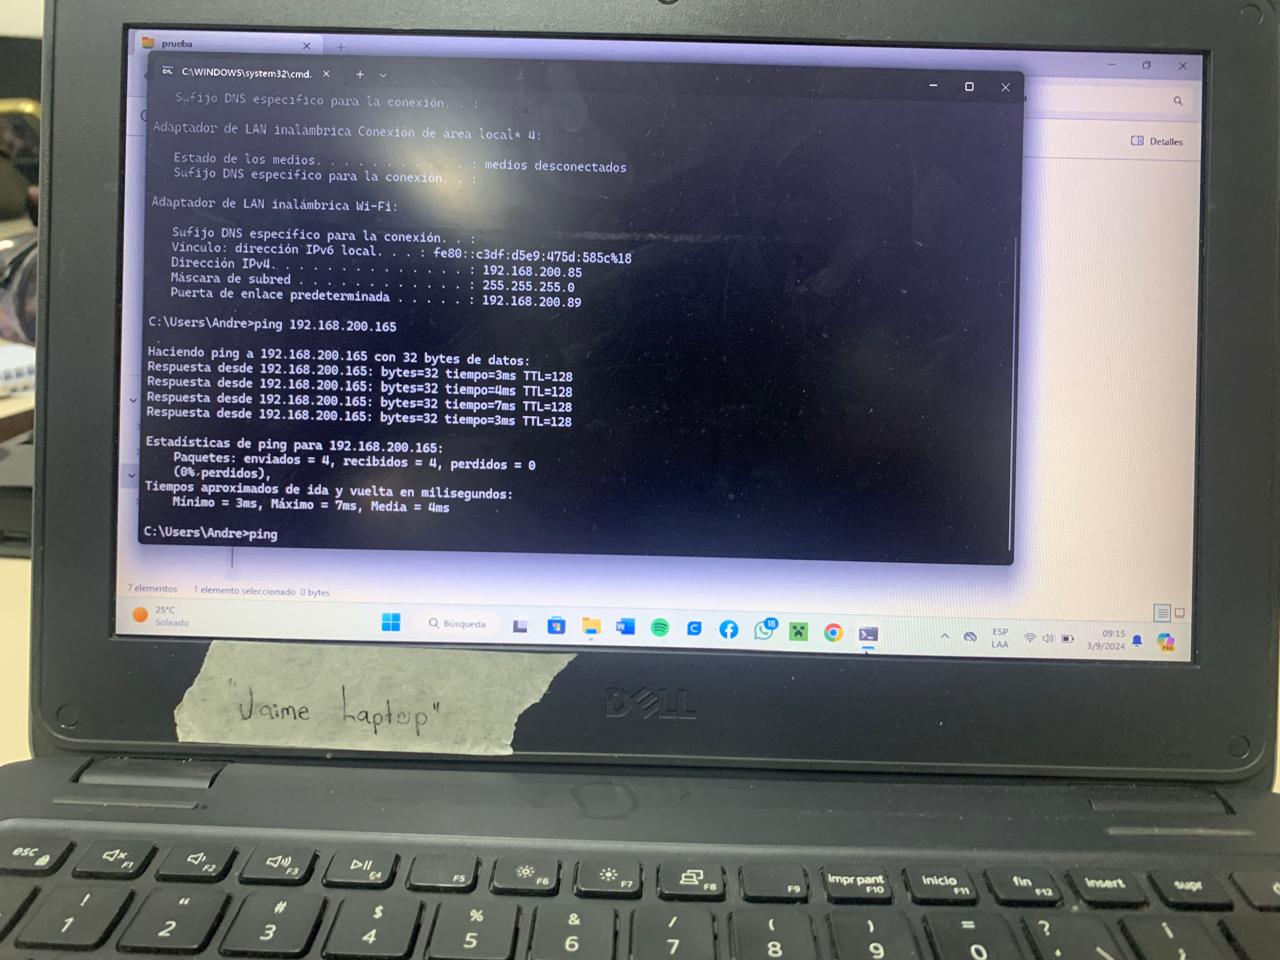 prueba
C:\WINDOWS\system32\cmd.
Sufijo DNS específico para la conexión. . :
Adaptador de LAN inalámbrica Conexión de área local* 4:
Estado de los medios. . . . . . . . . . . : medios desconectados
Sufijo DNS específico para la conexión. . :
Adaptador de LAN inalámbrica Wi-Fi:
Sufijo DNS específico para la conexión. . :
Vínculo: dirección IPv6 local. . . : fe80::c3df:d5e9:475d:585c%18
Dirección IPv4. . . . . . . . . . . . . . : 192.168.200.85
Máscara de subred . . . . . . . . . . . . : 255.255.255.0
Puerta de enlace predeterminada . . . . . : 192.168.200.89
C:\Users\Andre>ping 192.168.200.165
Haciendo ping a 192.168.200.165 con 32 bytes de datos:
Respuesta desde 192.168.200.165: bytes=32 tiempo=3ms TTL=128
Respuesta desde 192.168.200.165: bytes=32 tiempo=4ms TTL=128
Respuesta desde 192.168.200.165: bytes=32 tiempo=7ms TTL=128
Respuesta desde 192.168.200.165: bytes=32 tiempo=3ms TTL=128
Estadísticas de ping para 192.168.200.165:
Paquetes: enviados = 4, recibidos = 4, perdidos = 0
(0% perdidos),
Tiempos aproximados de ida y vuelta en milisegundos:
Mínimo = 3ms, Máximo = 7ms, Media = 4ms
C:\Users\Andre>ping
Detalles
7 elementos 1 elemento seleccionado 0 bytes
25°C
Soleado
Búsqueda
18
ESP
LAA
09:15
3/9/2024
"Jaime Laptop"
DELL
esc F1 F2 F3 F4 F5 F6 F7 F8 F9 impr pant F10 inicio F11 fin F12 insert supr
! 1 " 2 # 3 $ 4 % 5 & 6 / 7 ( 8 ) 9 = 0 ? ' ¡ ¿